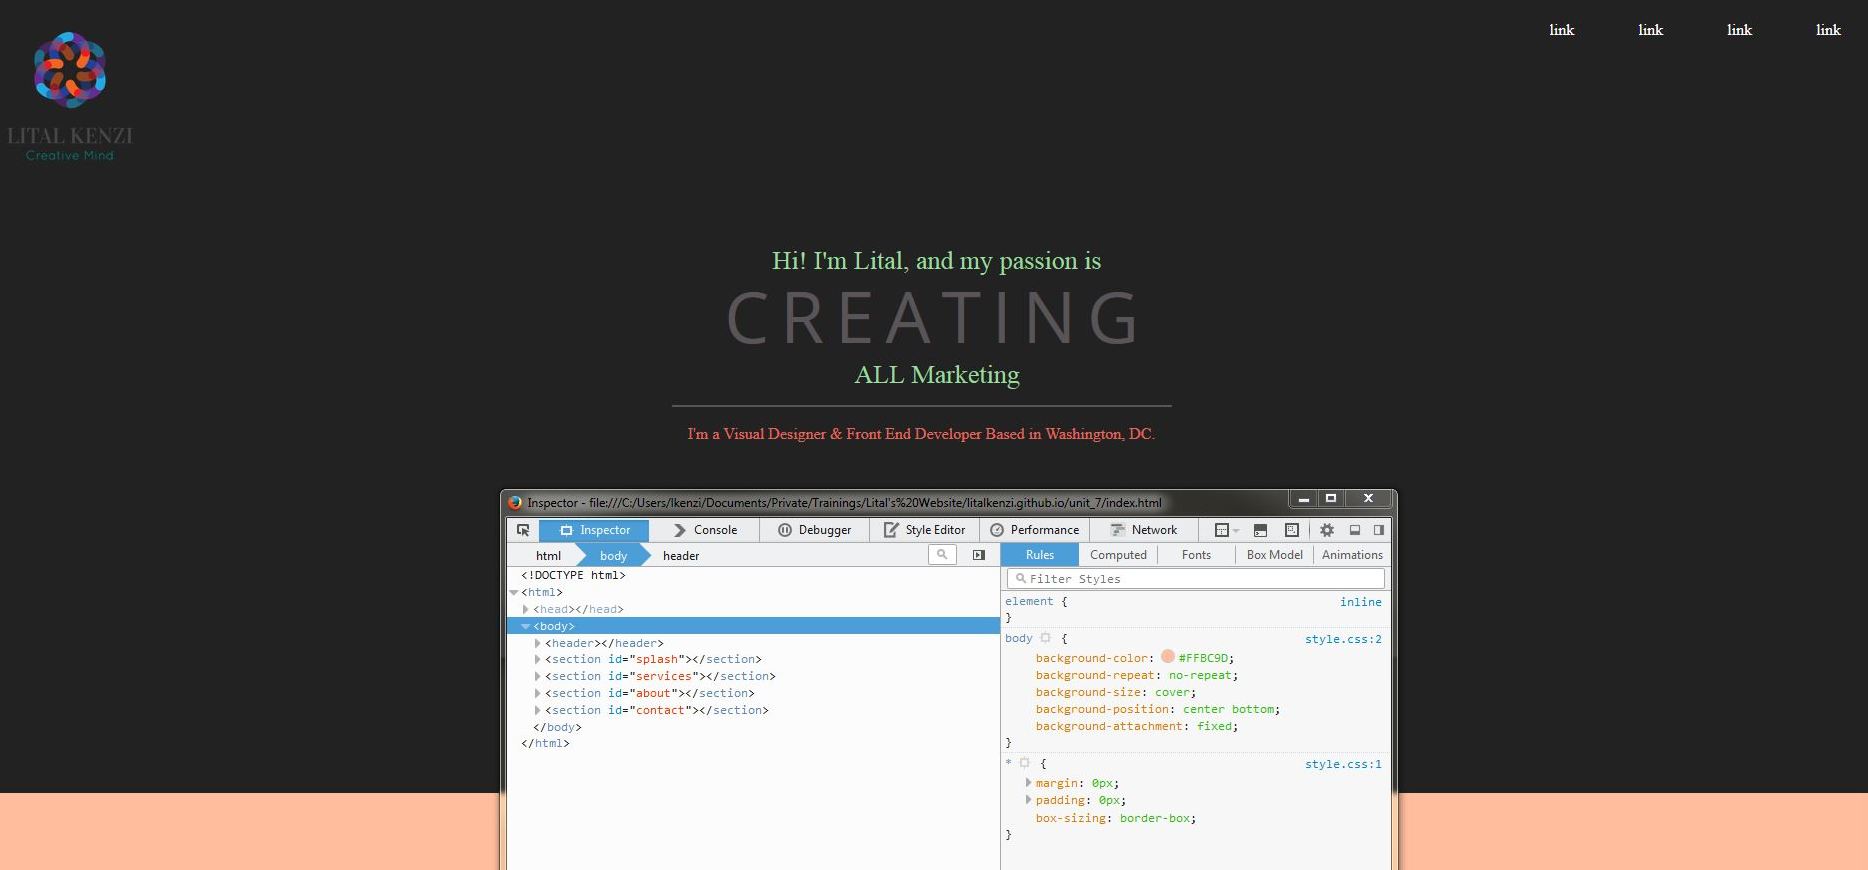 link link link link
LITAL KENZI
Creative Mind
Hi! I'm Lital, and my passion is
CREATING
ALL Marketing
I'm a Visual Designer & Front End Developer Based in Washington, DC.
Inspector - file:///C:/Users/lkenzi/Documents/Private/Trainings/Lital's%20Website/litalkenzi.github.io/unit_7/index.html
Inspector Console Debugger Style Editor Performance Network
html body header
<!DOCTYPE html>
<html>
<head></head>
<body>
<header></header>
<section id="splash"></section>
<section id="services"></section>
<section id="about"></section>
<section id="contact"></section>
</body>
</html>
Rules Computed Fonts Box Model Animations
Filter Styles
element { inline
}
body { style.css:2
background-color: #FFBC9D;
background-repeat: no-repeat;
background-size: cover;
background-position: center bottom;
background-attachment: fixed;
}
* { style.css:1
margin: 0px;
padding: 0px;
box-sizing: border-box;
}